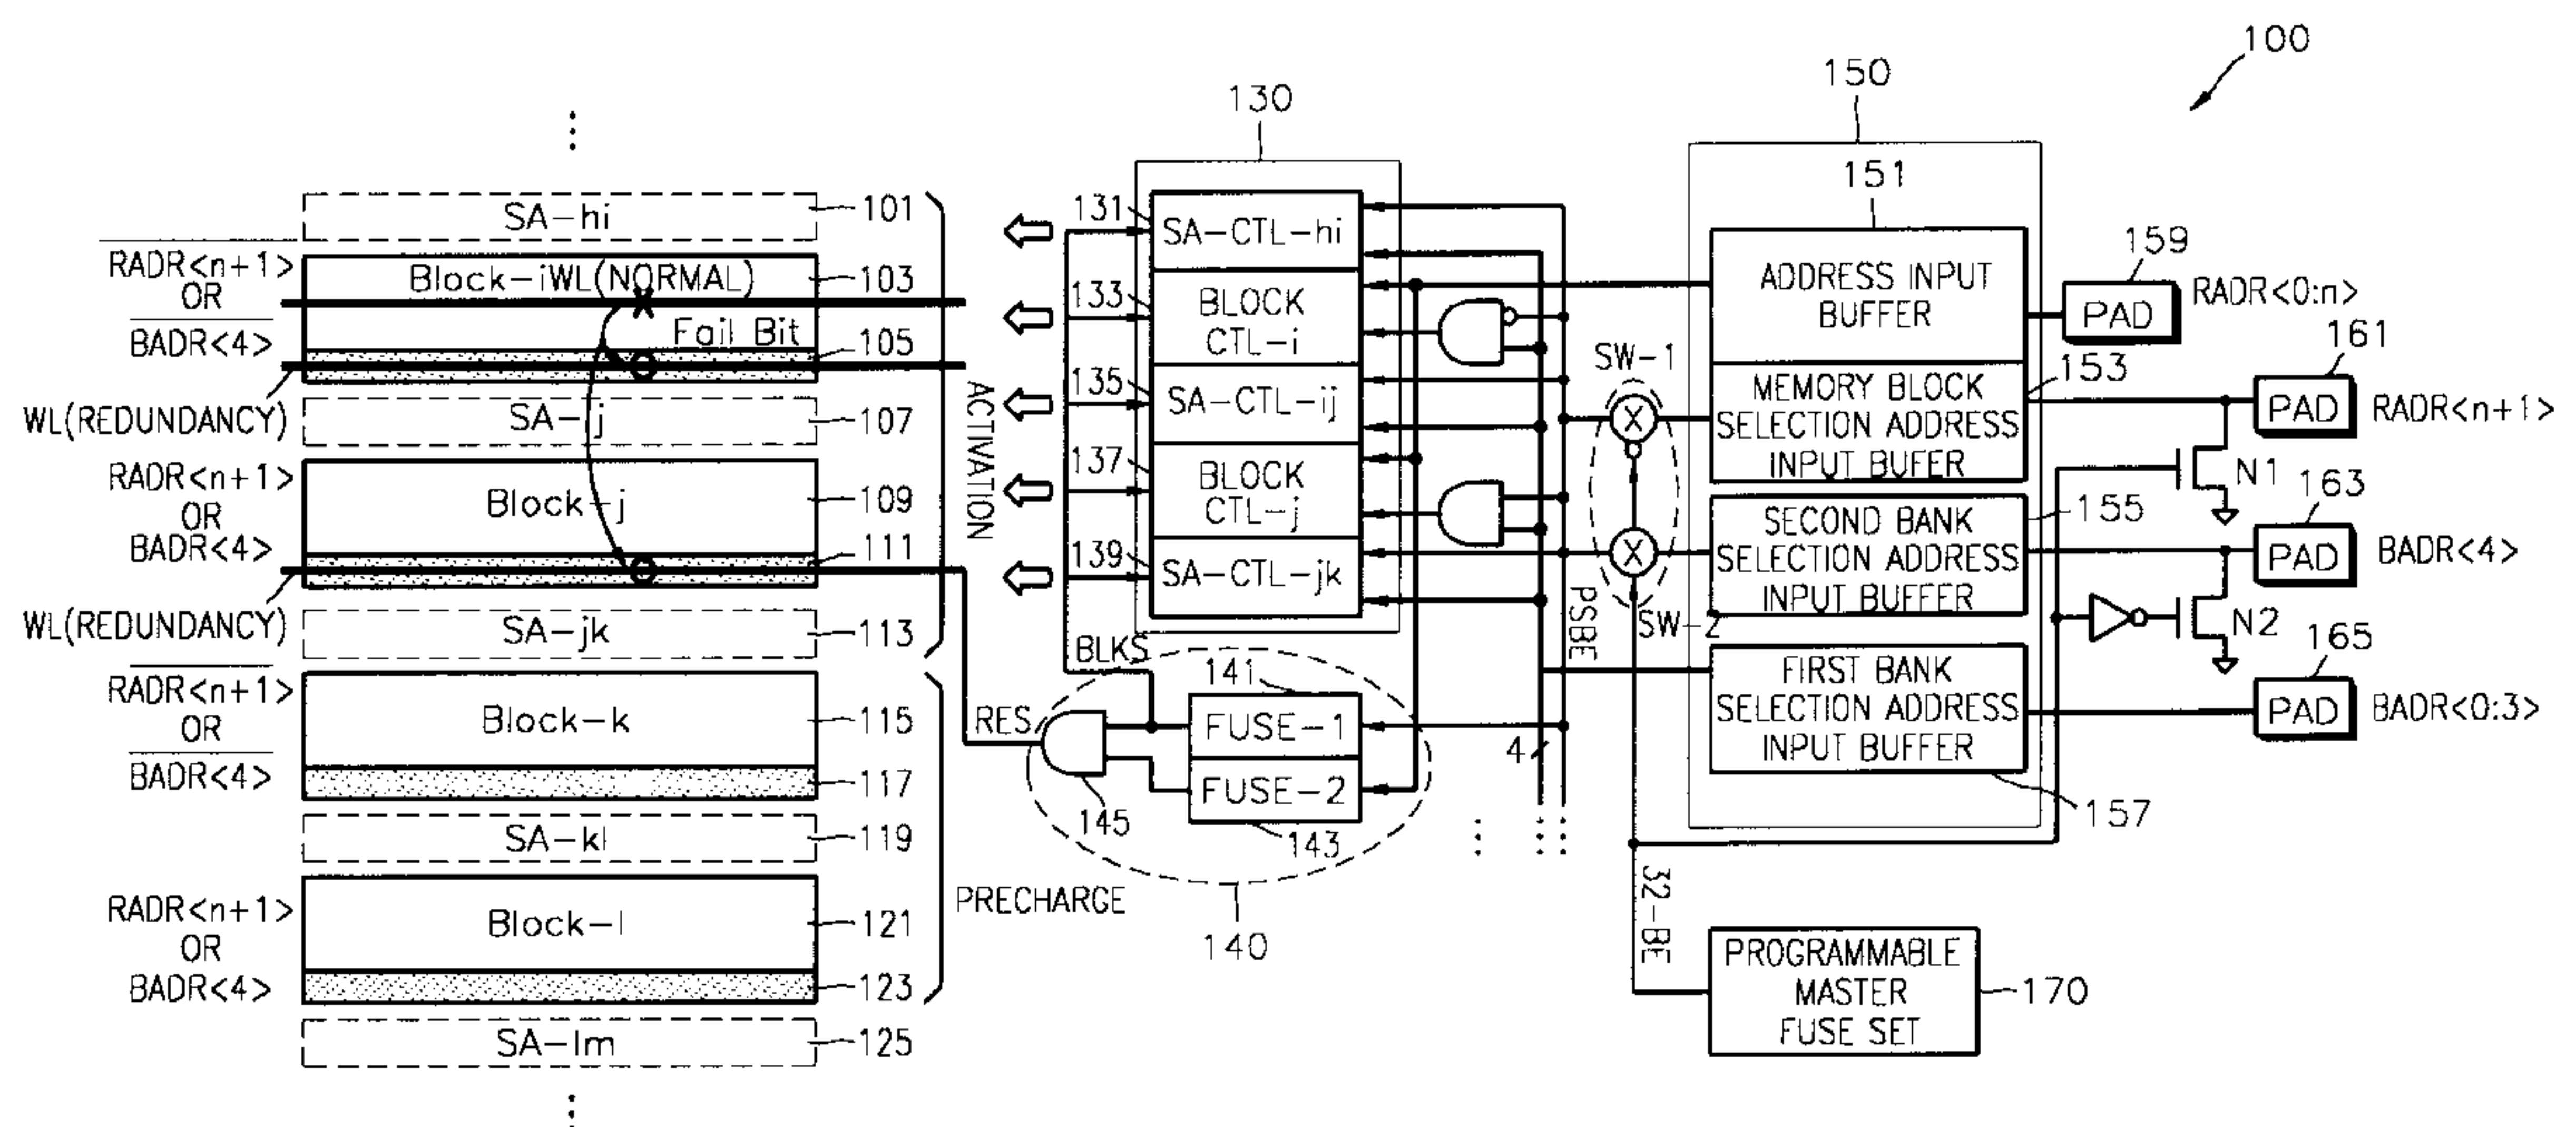 100
150
130
151
SA-hi
101
131
SA-CTL-hi
159
RADR<n+1>
OR
BADR<4>
Block-iWL(NORMAL)
103
Fail Bit
105
133
BLOCK
CTL-i
ADDRESS INPUT
BUFFER
PAD
RADR<0:n>
161
WL(REDUNDANCY)
SA-j
107
ACTIVATION
135
SA-CTL-ij
SW-1
MEMORY BLOCK
SELECTION ADDRESS
INPUT BUFER
153
PAD
RADR<n+1>
RADR<n+1>
OR
BADR<4>
Block-j
109
111
137
BLOCK
CTL-j
N1
163
139
SA-CTL-jk
X
X
SECOND BANK
SELECTION ADDRESS
INPUT BUFFER
155
PAD
BADR<4>
WL(REDUNDANCY)
SA-jk
113
PSBE
SW-2
N2
165
BLKS
141
FIRST BANK
SELECTION ADDRESS
INPUT BUFFER
PAD
BADR<0:3>
RADR<n+1>
OR
BADR<4>
Block-k
115
117
RES
FUSE-1
FUSE-2
4
145
143
157
SA-kl
119
PRECHARGE
140
32-BE
RADR<n+1>
OR
BADR<4>
Block-l
121
123
PROGRAMMABLE
MASTER
FUSE SET
170
SA-lm
125